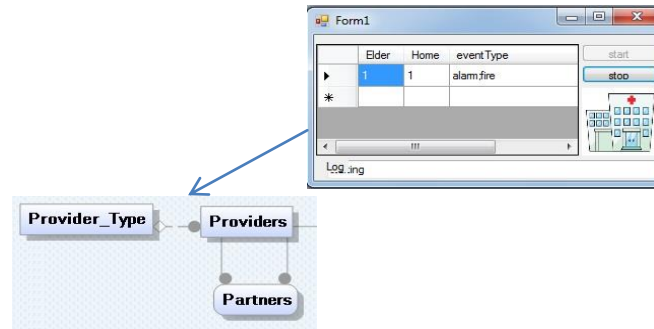 Form1
Elder Home eventType start
1 1 alarm;fire stop
Log
Provider_Type Providers
Partners